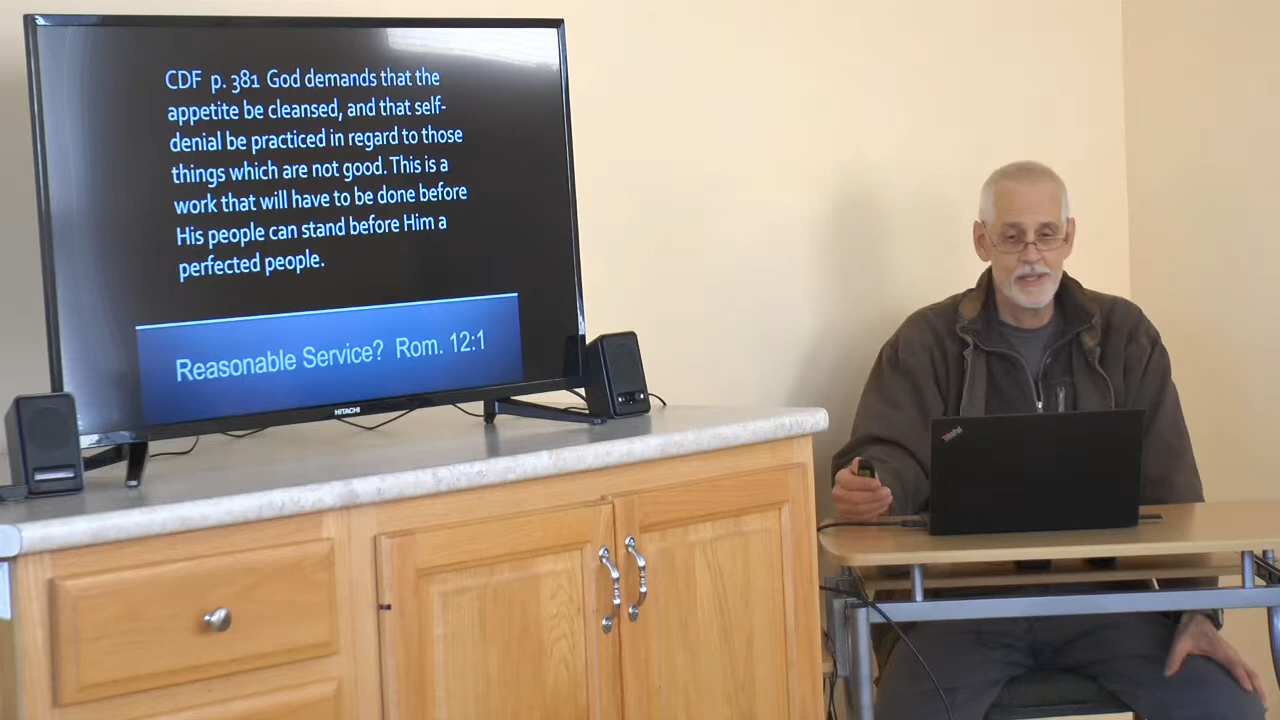 CDF p. 381 God demands that the
appetite be cleansed, and that self-
denial be practiced in regard to those
things which are not good. This is a
work that will have to be done before
His people can stand before Him a
perfected people.
Reasonable Service? Rom. 12:1
HITACHI
ThinkPad